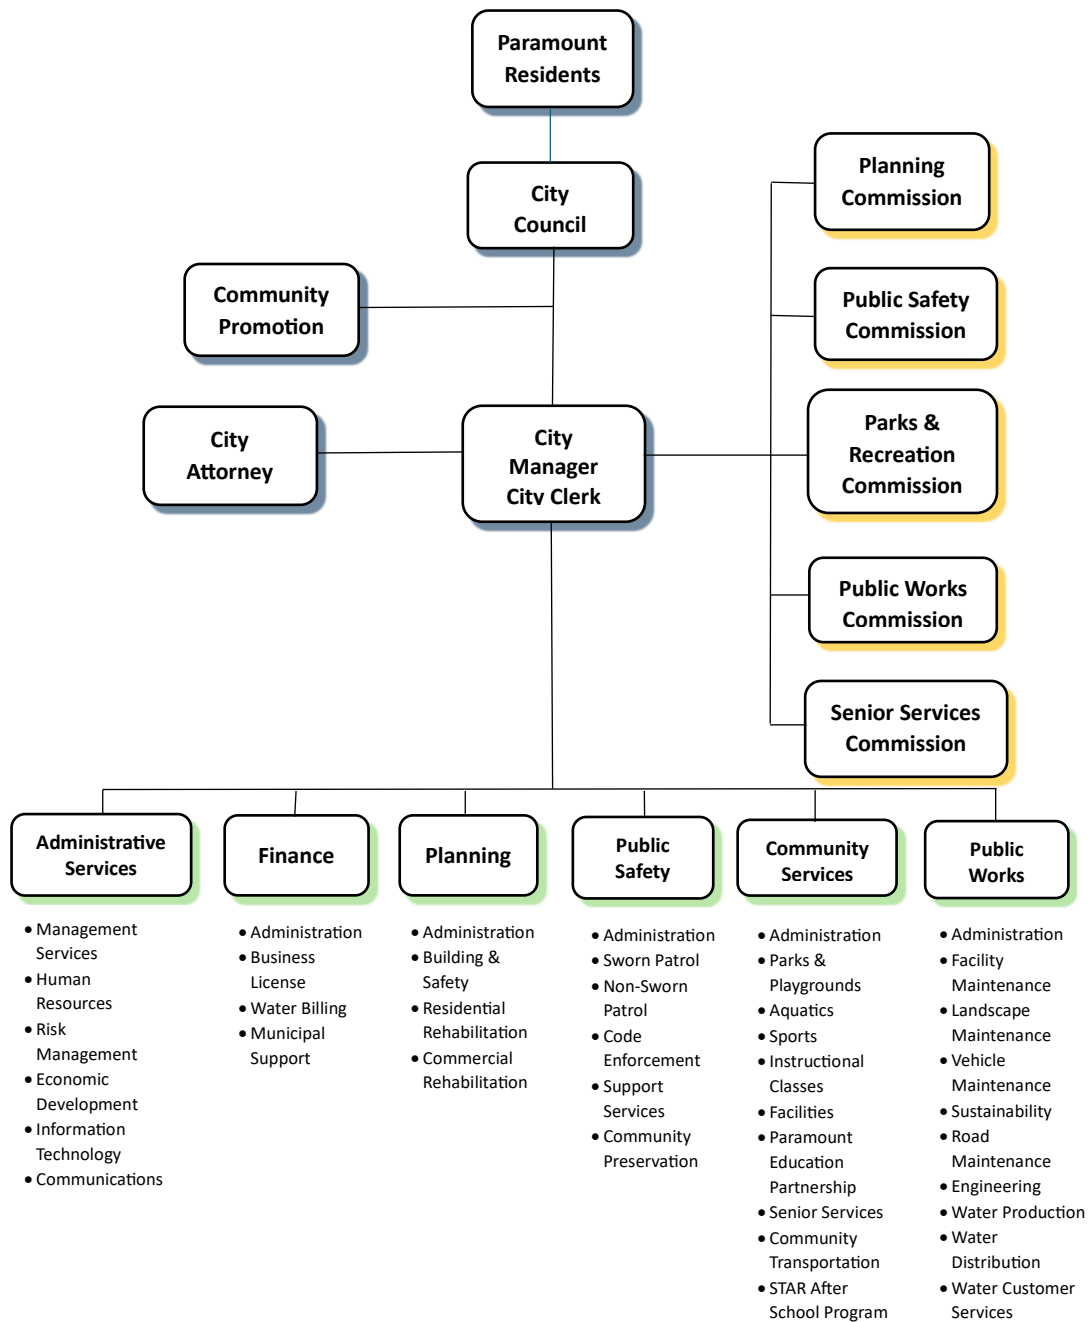 Paramount
Residents
City
Council
Planning
Commission
Public Safety
Commission
Community
Promotion
City
Attorney
City
Manager
City Clerk
Parks &
Recreation
Commission
Public Works
Commission
Senior Services
Commission
Administrative
Services
• Management
Services
• Human
Resources
• Risk
Management
• Economic
Development
• Information
Technology
• Communications
Finance
• Administration
• Business
License
• Water Billing
• Municipal
Support
Planning
• Administration
• Building &
Safety
• Residential
Rehabilitation
• Commercial
Rehabilitation
Public
Safety
• Administration
• Sworn Patrol
• Non-Sworn
Patrol
• Code
Enforcement
• Support
Services
• Community
Preservation
Community
Services
• Administration
• Parks &
Playgrounds
• Aquatics
• Sports
• Instructional
Classes
• Facilities
• Paramount
Education
Partnership
• Senior Services
• Community
Transportation
• STAR After
School Program
Public
Works
• Administration
• Facility
Maintenance
• Landscape
Maintenance
• Vehicle
Maintenance
• Sustainability
• Road
Maintenance
• Engineering
• Water Production
• Water
Distribution
• Water Customer
Services